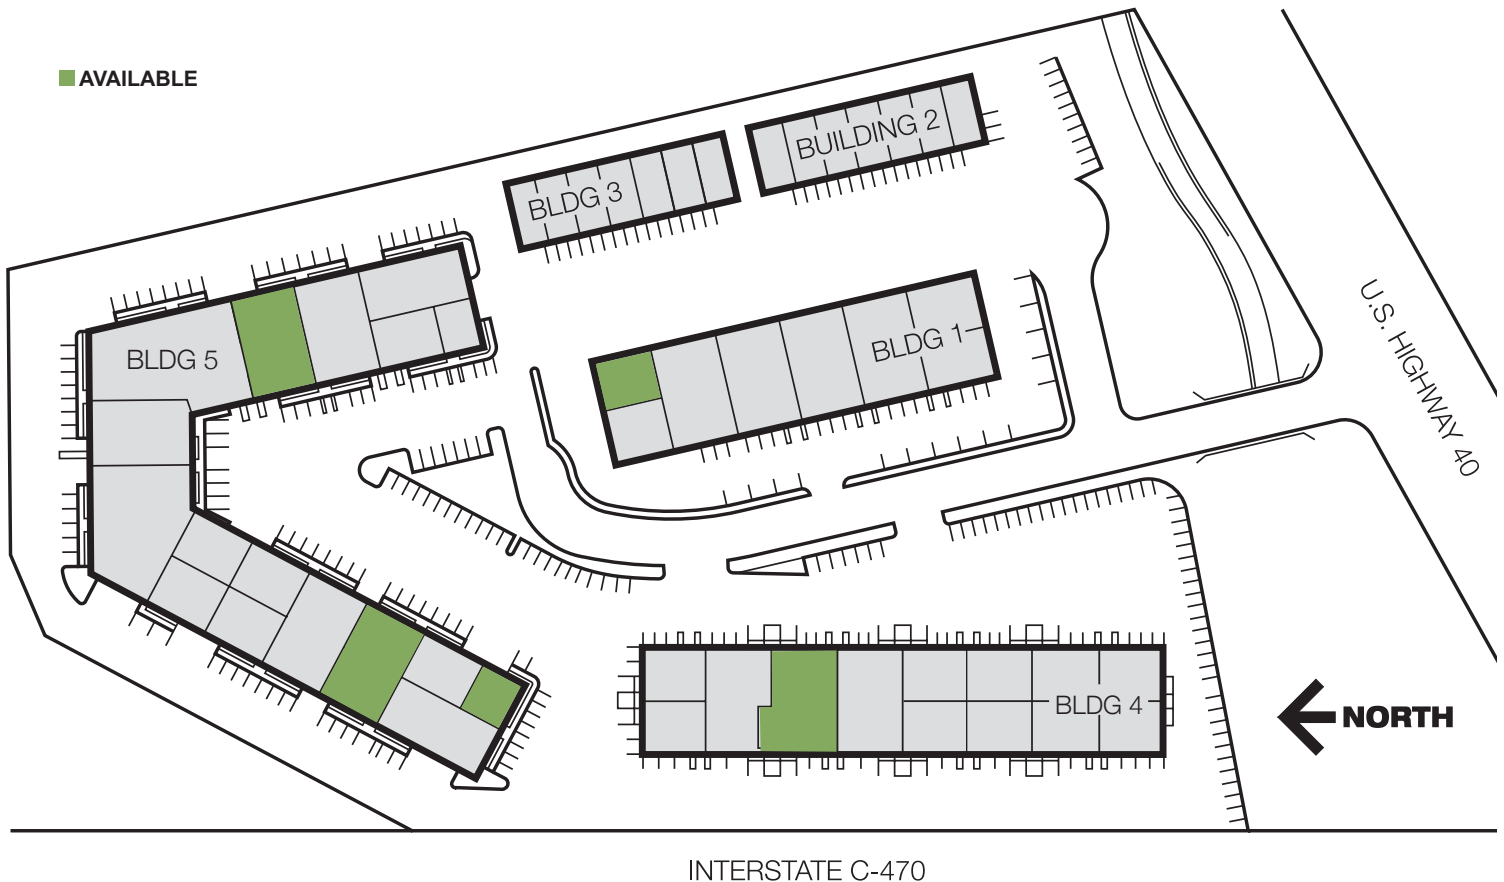 AVAILABLE
BUILDING 2
BLDG 3
BLDG 1
BLDG 5
U.S. HIGHWAY 40
BLDG 4
NORTH
INTERSTATE C-470